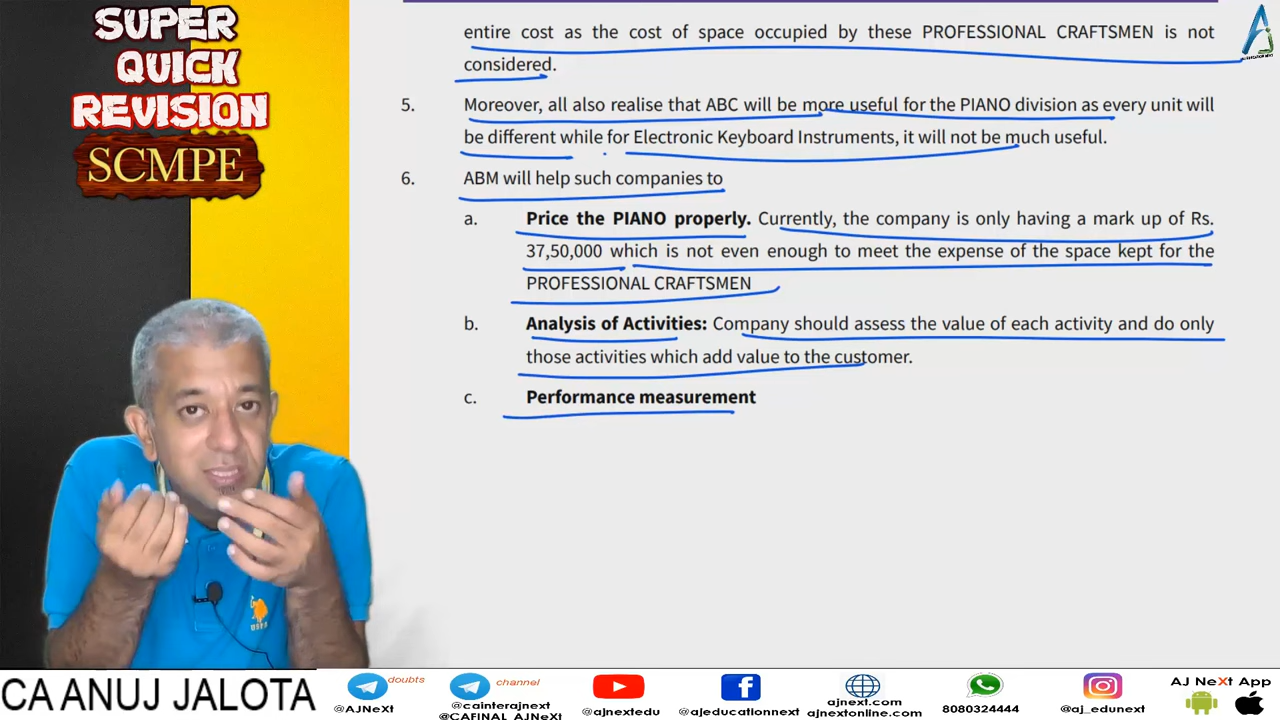 SUPER
QUICK
REVISION
SCMPE
entire cost as the cost of space occupied by these PROFESSIONAL CRAFTSMEN is not
considered.
5. Moreover, all also realise that ABC will be more useful for the PIANO division as every unit will
be different while for Electronic Keyboard Instruments, it will not be much useful.
6. ABM will help such companies to
a. Price the PIANO properly. Currently, the company is only having a mark up of Rs.
37,50,000 which is not even enough to meet the expense of the space kept for the
PROFESSIONAL CRAFTSMEN
b. Analysis of Activities: Company should assess the value of each activity and do only
those activities which add value to the customer.
c. Performance measurement
CA ANUJ JALOTA
doubts
@AJNeXt
channel
@cainterajnext
@CAFINAL_AJNeXt
@ajnextedu
@ajeducationnext
ajnext.com
ajnextonline.com
8080324444
@aj_edunext
AJ NeXt App